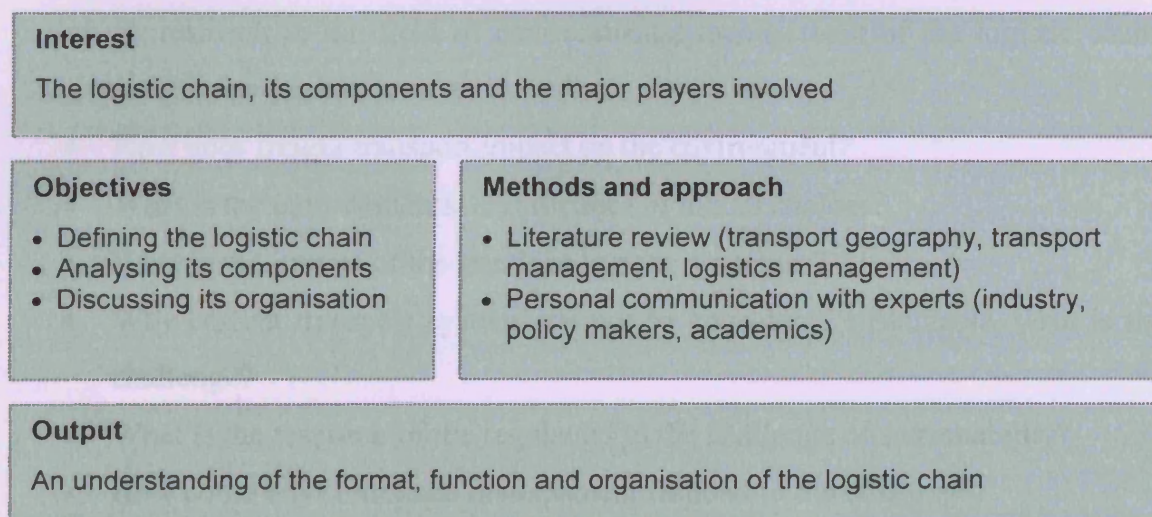 Interest
The logistic chain, its components and the major players involved
Objectives
• Defining the logistic chain
• Analysing its components
• Discussing its organisation
Methods and approach
• Literature review (transport geography, transport
management, logistics management)
• Personal communication with experts (industry,
policy makers, academics)
Output
An understanding of the format, function and organisation of the logistic chain